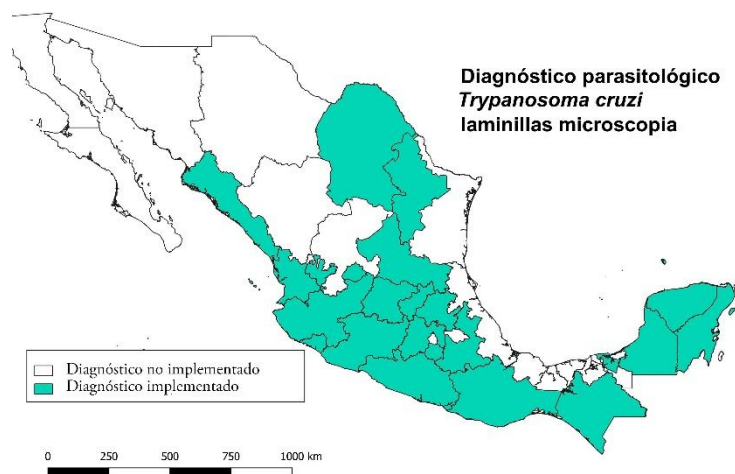 Diagnóstico parasitológico
Trypanosoma cruzi
laminillas microscopia
Diagnóstico no implementado
Diagnóstico implementado
0 250 500 750 1000 km